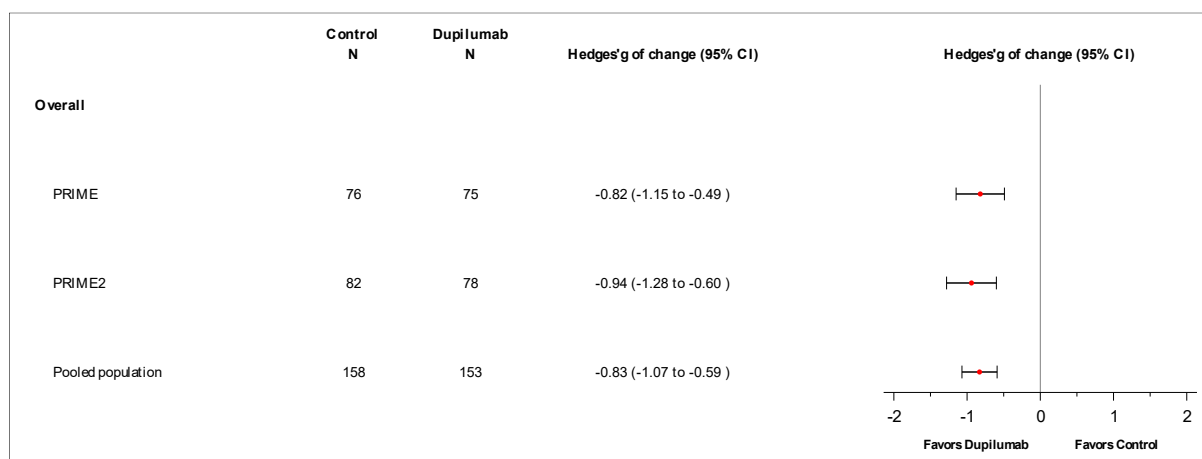 Control Dupilumab
N N Hedges'g of change (95% CI) Hedges'g of change (95% CI)
Overall
PRIME 76 75 -0.82 (-1.15 to -0.49 )
PRIME2 82 78 -0.94 (-1.28 to -0.60 )
Pooled population 158 153 -0.83 (-1.07 to -0.59 )
-2 -1 0 1 2
Favors Dupilumab Favors Control